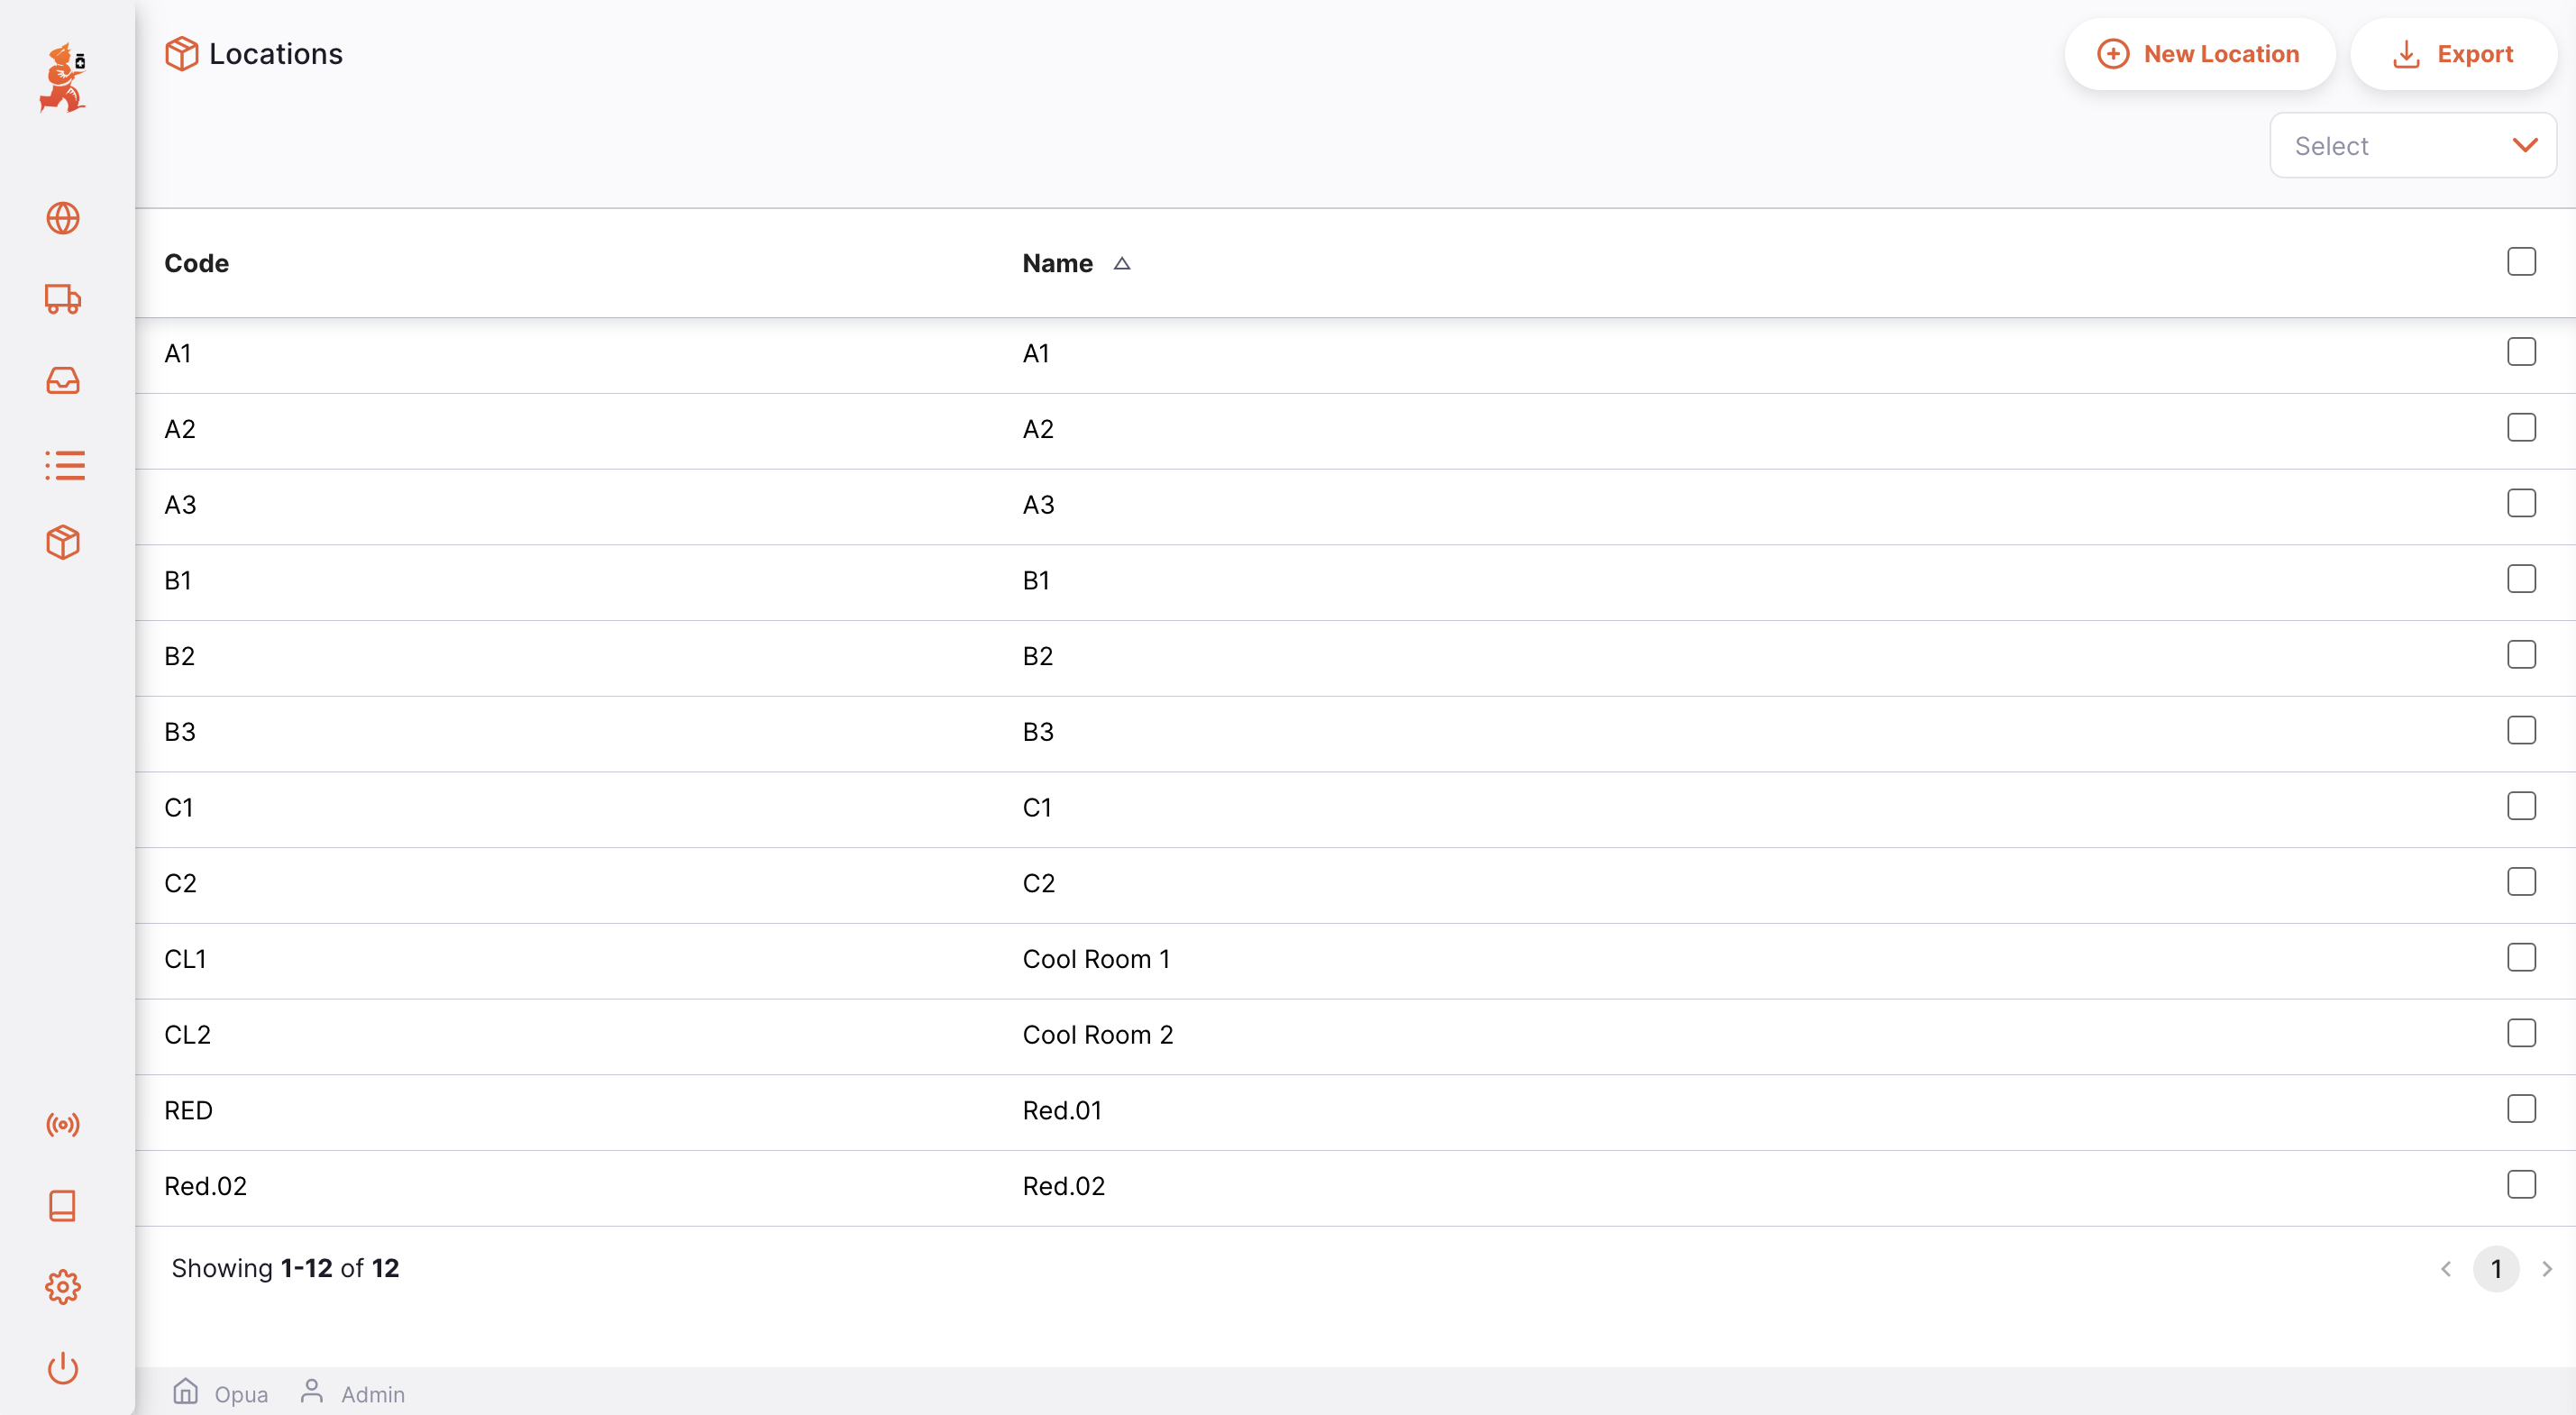 Locations
New Location
Export
Select
Code Name
A1 A1
A2 A2
A3 A3
B1 B1
B2 B2
B3 B3
C1 C1
C2 C2
CL1 Cool Room 1
CL2 Cool Room 2
RED Red.01
Red.02 Red.02
Showing 1-12 of 12
1
Opua Admin